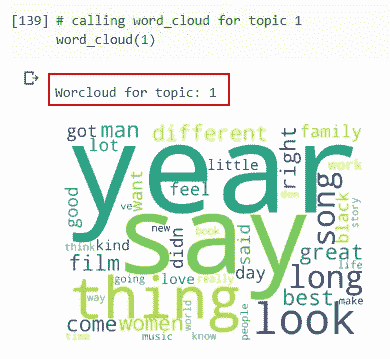 [139] # calling word_cloud for topic 1
word_cloud(1)
Worcloud for topic: 1
got man different right family
lot little work
year
good ve want feel song black don story
say
think kind new didn book said great life
film day long
thing going love really best make
come women world people look
way
time music know